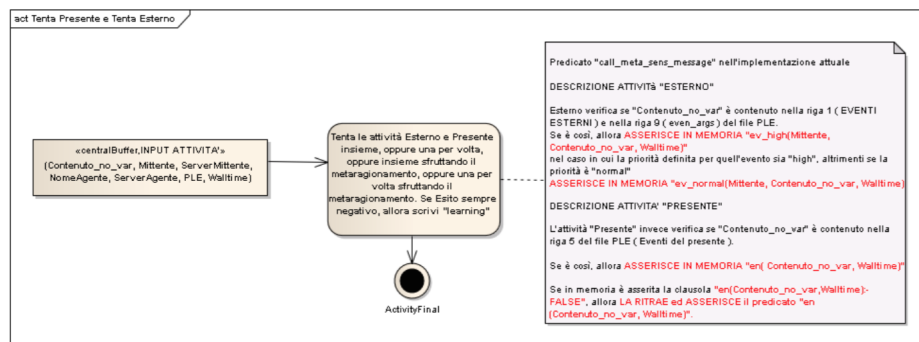 act Tenta Presente e Tenta Esterno
«centralBuffer,INPUT ATTIVITA'»
(Contenuto_no_var, Mittente, ServerMittente,
NomeAgente, ServerAgente, PLE, Walltime)
Tenta le attività Esterno e Presente
insieme, oppure una per volta,
oppure insieme sfruttando il
metaragionamento, oppure una per
volta sfruttando il
metaragionamento. Se Esito sempre
negativo, allora scrivi "learning"
ActivityFinal
Predicato "call_meta_sens_message" nell'implementazione attuale
DESCRIZIONE ATTIVITà "ESTERNO"
Esterno verifica se "Contenuto_no_var" è contenuto nella riga 1 ( EVENTI
ESTERNI ) e nella riga 9 ( even_args ) del file PLE.
Se è così, allora ASSERISCE IN MEMORIA "ev_high(Mittente,
Contenuto_no_var, Walltime)"
nel caso in cui la priorità definita per quell'evento sia "high", altrimenti se la
priorità è "normal"
ASSERISCE IN MEMORIA "ev_normal(Mittente, Contenuto_no_var, Walltime)
DESCRIZIONE ATTIVITA' "PRESENTE"
L'attività "Presente" invece verifica se "Contenuto_no_var" è contenuto nella
riga 5 del file PLE ( Eventi del presente ).
Se è così, allora ASSERISCE IN MEMORIA "en( Contenuto_no_var, Walltime)"
Se in memoria è asserita la clausola "en(Contenuto_no_var,Walltime):-
FALSE", allora LA RITRAE ed ASSERISCE il predicato "en
(Contenuto_no_var, Walltime)".